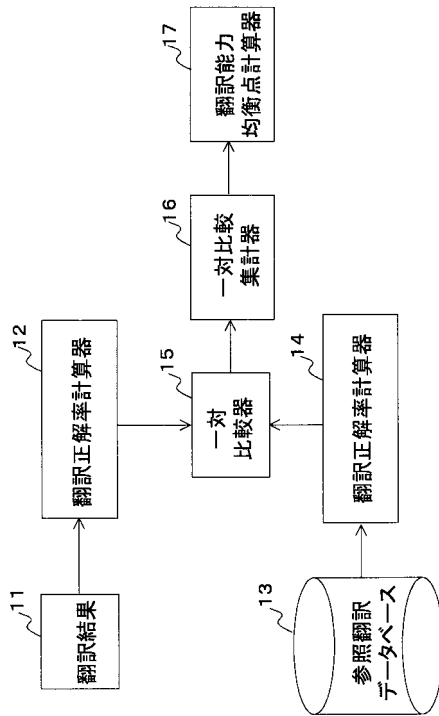 11
翻訳結果
12
翻訳正解率計算器
13
参照翻訳
データベース
14
翻訳正解率計算器
15
一対
比較器
16
一対比較
集計器
17
翻訳能力
均衡点計算器